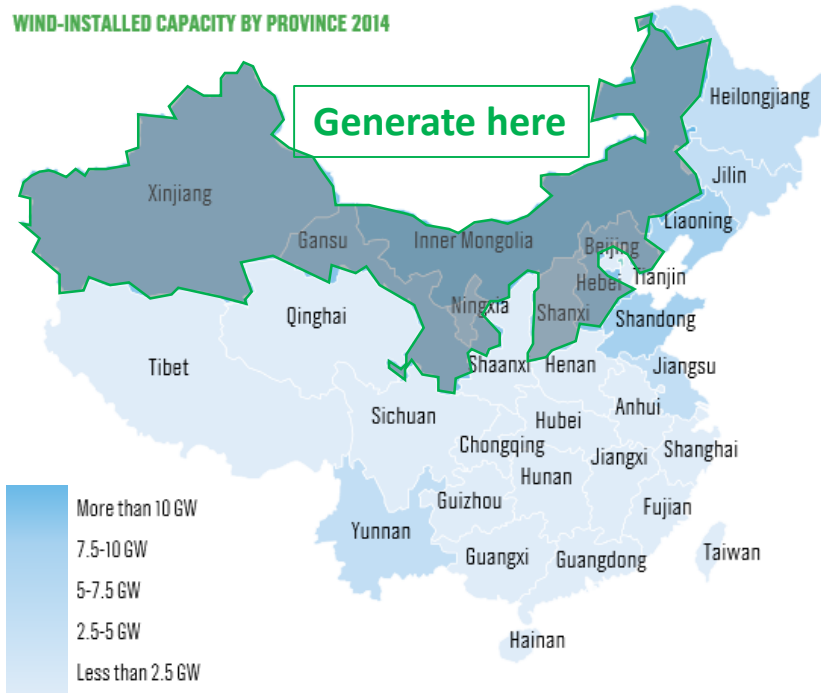 WIND-INSTALLED CAPACITY BY PROVINCE 2014
Generate here
Heilongjiang
Jilin
Xinjiang
Liaoning
Gansu
Inner Mongolia
Beijing
Tianjin
Hebei
Ningxia
Qinghai
Shanxi
Shandong
Tibet
Shaanxi
Henan
Jiangsu
Sichuan
Anhui
Hubei
Chongqing
Shanghai
Jiangxi
Hunan
Guizhou
Fujian
Yunnan
Guangxi
Guangdong
Taiwan
Hainan
More than 10 GW
7.5-10 GW
5-7.5 GW
2.5-5 GW
Less than 2.5 GW